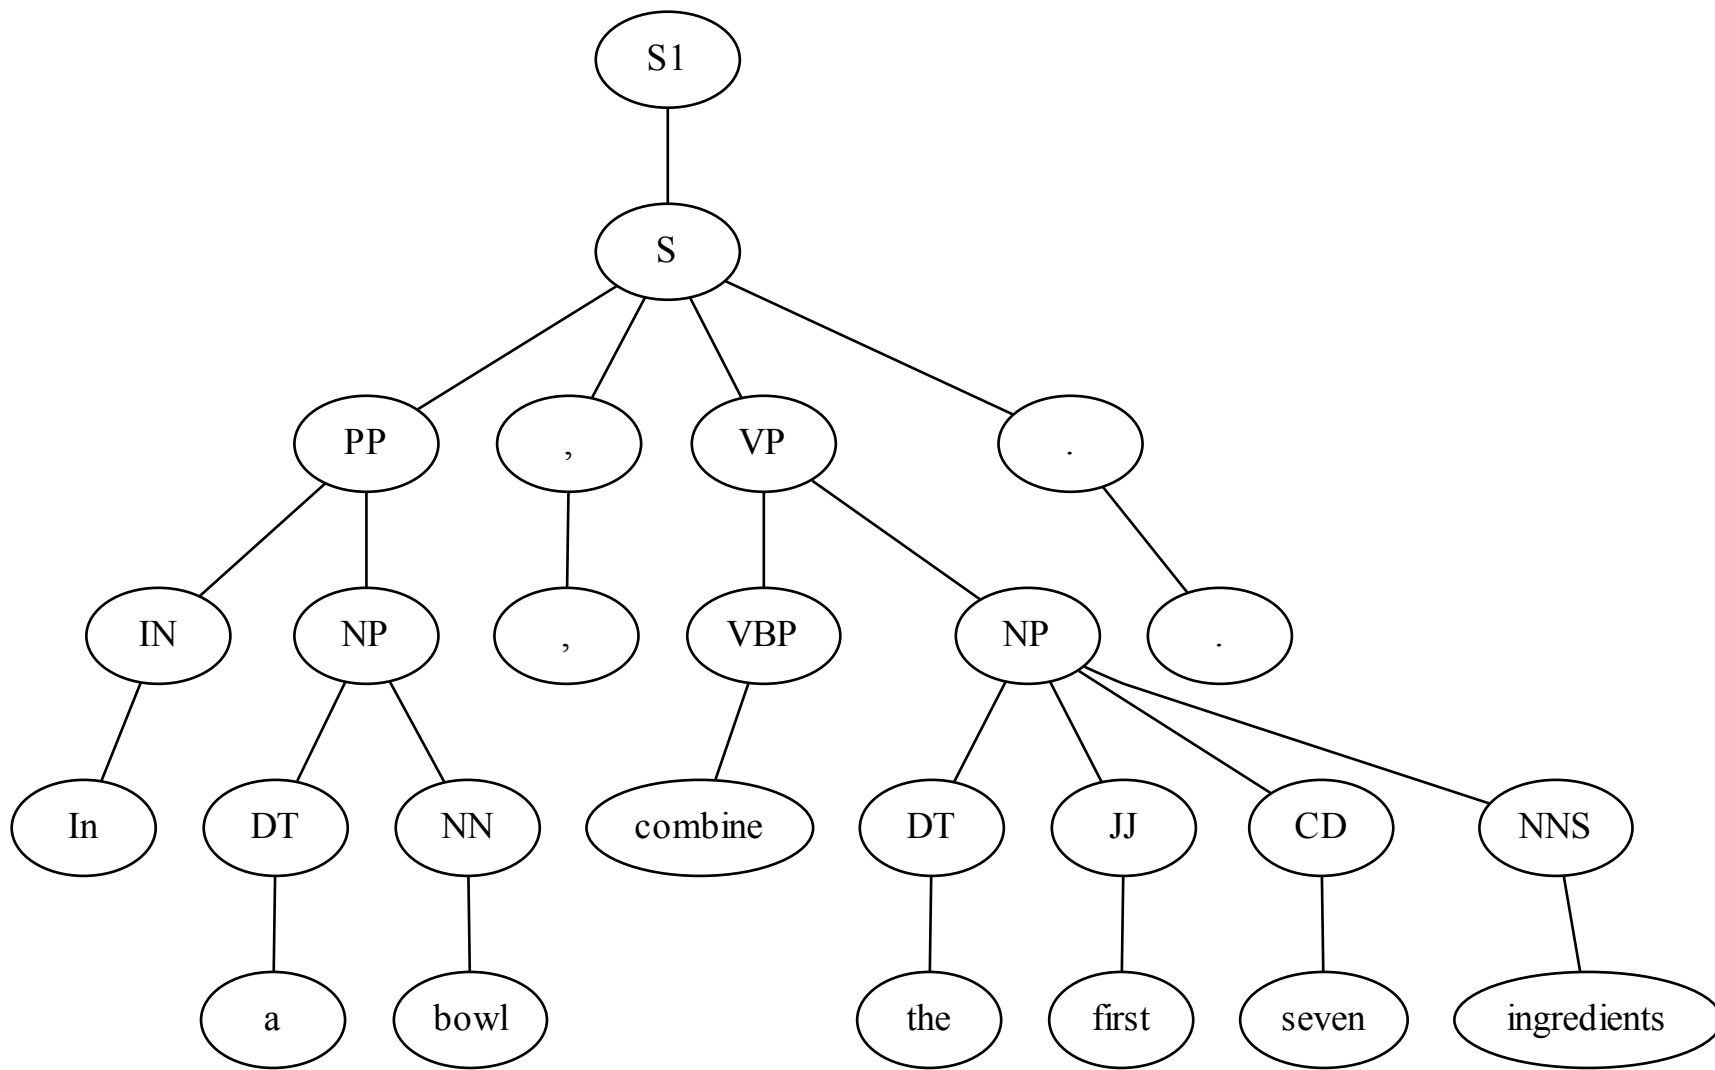 S1
S
PP , VP .
IN NP , VBP NP .
In DT NN combine DT JJ CD NNS
a bowl the first seven ingredients